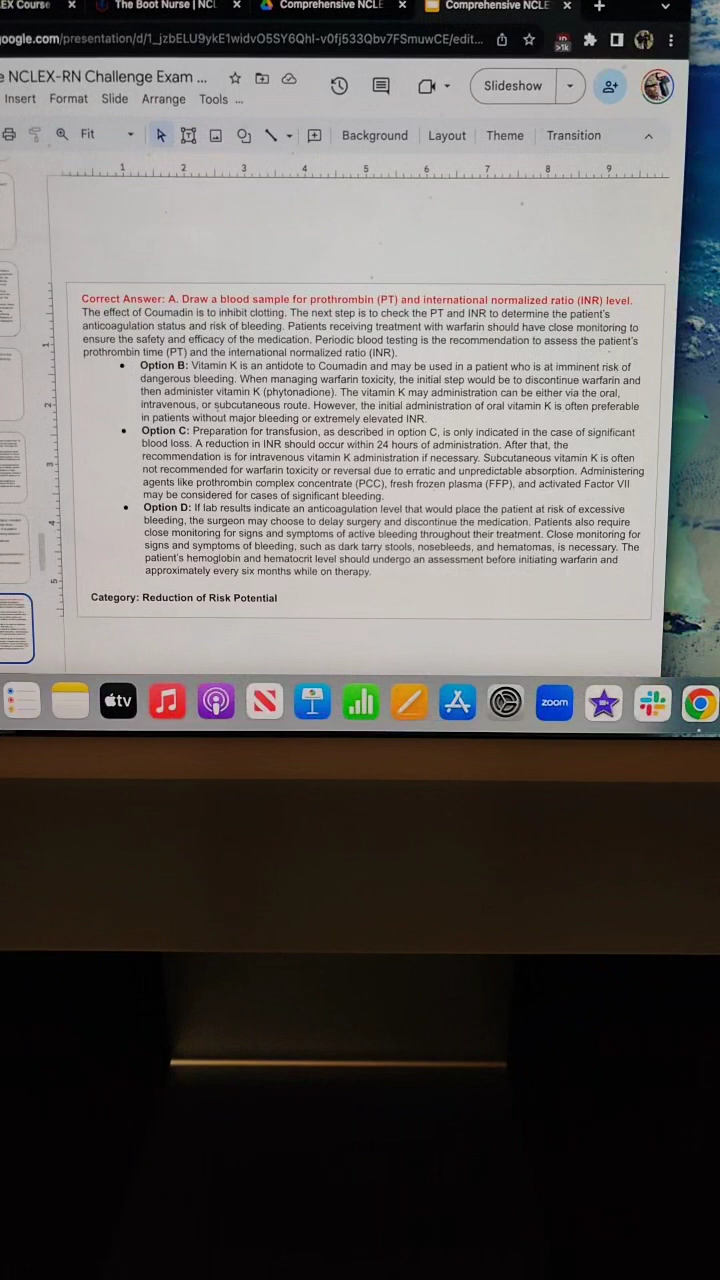 EX Course
The Boot Nurse | NCL
Comprehensive NCLE
Comprehensive NCLE
oogle.com/presentation/d/1_jzbELU9ykE1widvO5SY6QhI-v0fj533Qbv7FSmuwCE/edit...
>1k
e NCLEX-RN Challenge Exam ...
Slideshow
Insert Format Slide Arrange Tools ...
Fit
Background Layout Theme Transition
1 2 3 4 5 6 7 8 9
Correct Answer: A. Draw a blood sample for prothrombin (PT) and international normalized ratio (INR) level.
The effect of Coumadin is to inhibit clotting. The next step is to check the PT and INR to determine the patient's
anticoagulation status and risk of bleeding. Patients receiving treatment with warfarin should have close monitoring to
ensure the safety and efficacy of the medication. Periodic blood testing is the recommendation to assess the patient's
prothrombin time (PT) and the international normalized ratio (INR).
• Option B: Vitamin K is an antidote to Coumadin and may be used in a patient who is at imminent risk of
dangerous bleeding. When managing warfarin toxicity, the initial step would be to discontinue warfarin and
then administer vitamin K (phytonadione). The vitamin K may administration can be either via the oral,
intravenous, or subcutaneous route. However, the initial administration of oral vitamin K is often preferable
in patients without major bleeding or extremely elevated INR.
• Option C: Preparation for transfusion, as described in option C, is only indicated in the case of significant
blood loss. A reduction in INR should occur within 24 hours of administration. After that, the
recommendation is for intravenous vitamin K administration if necessary. Subcutaneous vitamin K is often
not recommended for warfarin toxicity or reversal due to erratic and unpredictable absorption. Administering
agents like prothrombin complex concentrate (PCC), fresh frozen plasma (FFP), and activated Factor VII
may be considered for cases of significant bleeding.
• Option D: If lab results indicate an anticoagulation level that would place the patient at risk of excessive
bleeding, the surgeon may choose to delay surgery and discontinue the medication. Patients also require
close monitoring for signs and symptoms of active bleeding throughout their treatment. Close monitoring for
signs and symptoms of bleeding, such as dark tarry stools, nosebleeds, and hematomas, is necessary. The
patient's hemoglobin and hematocrit level should undergo an assessment before initiating warfarin and
approximately every six months while on therapy.
Category: Reduction of Risk Potential
1
2
3
4
5
tv
zoom